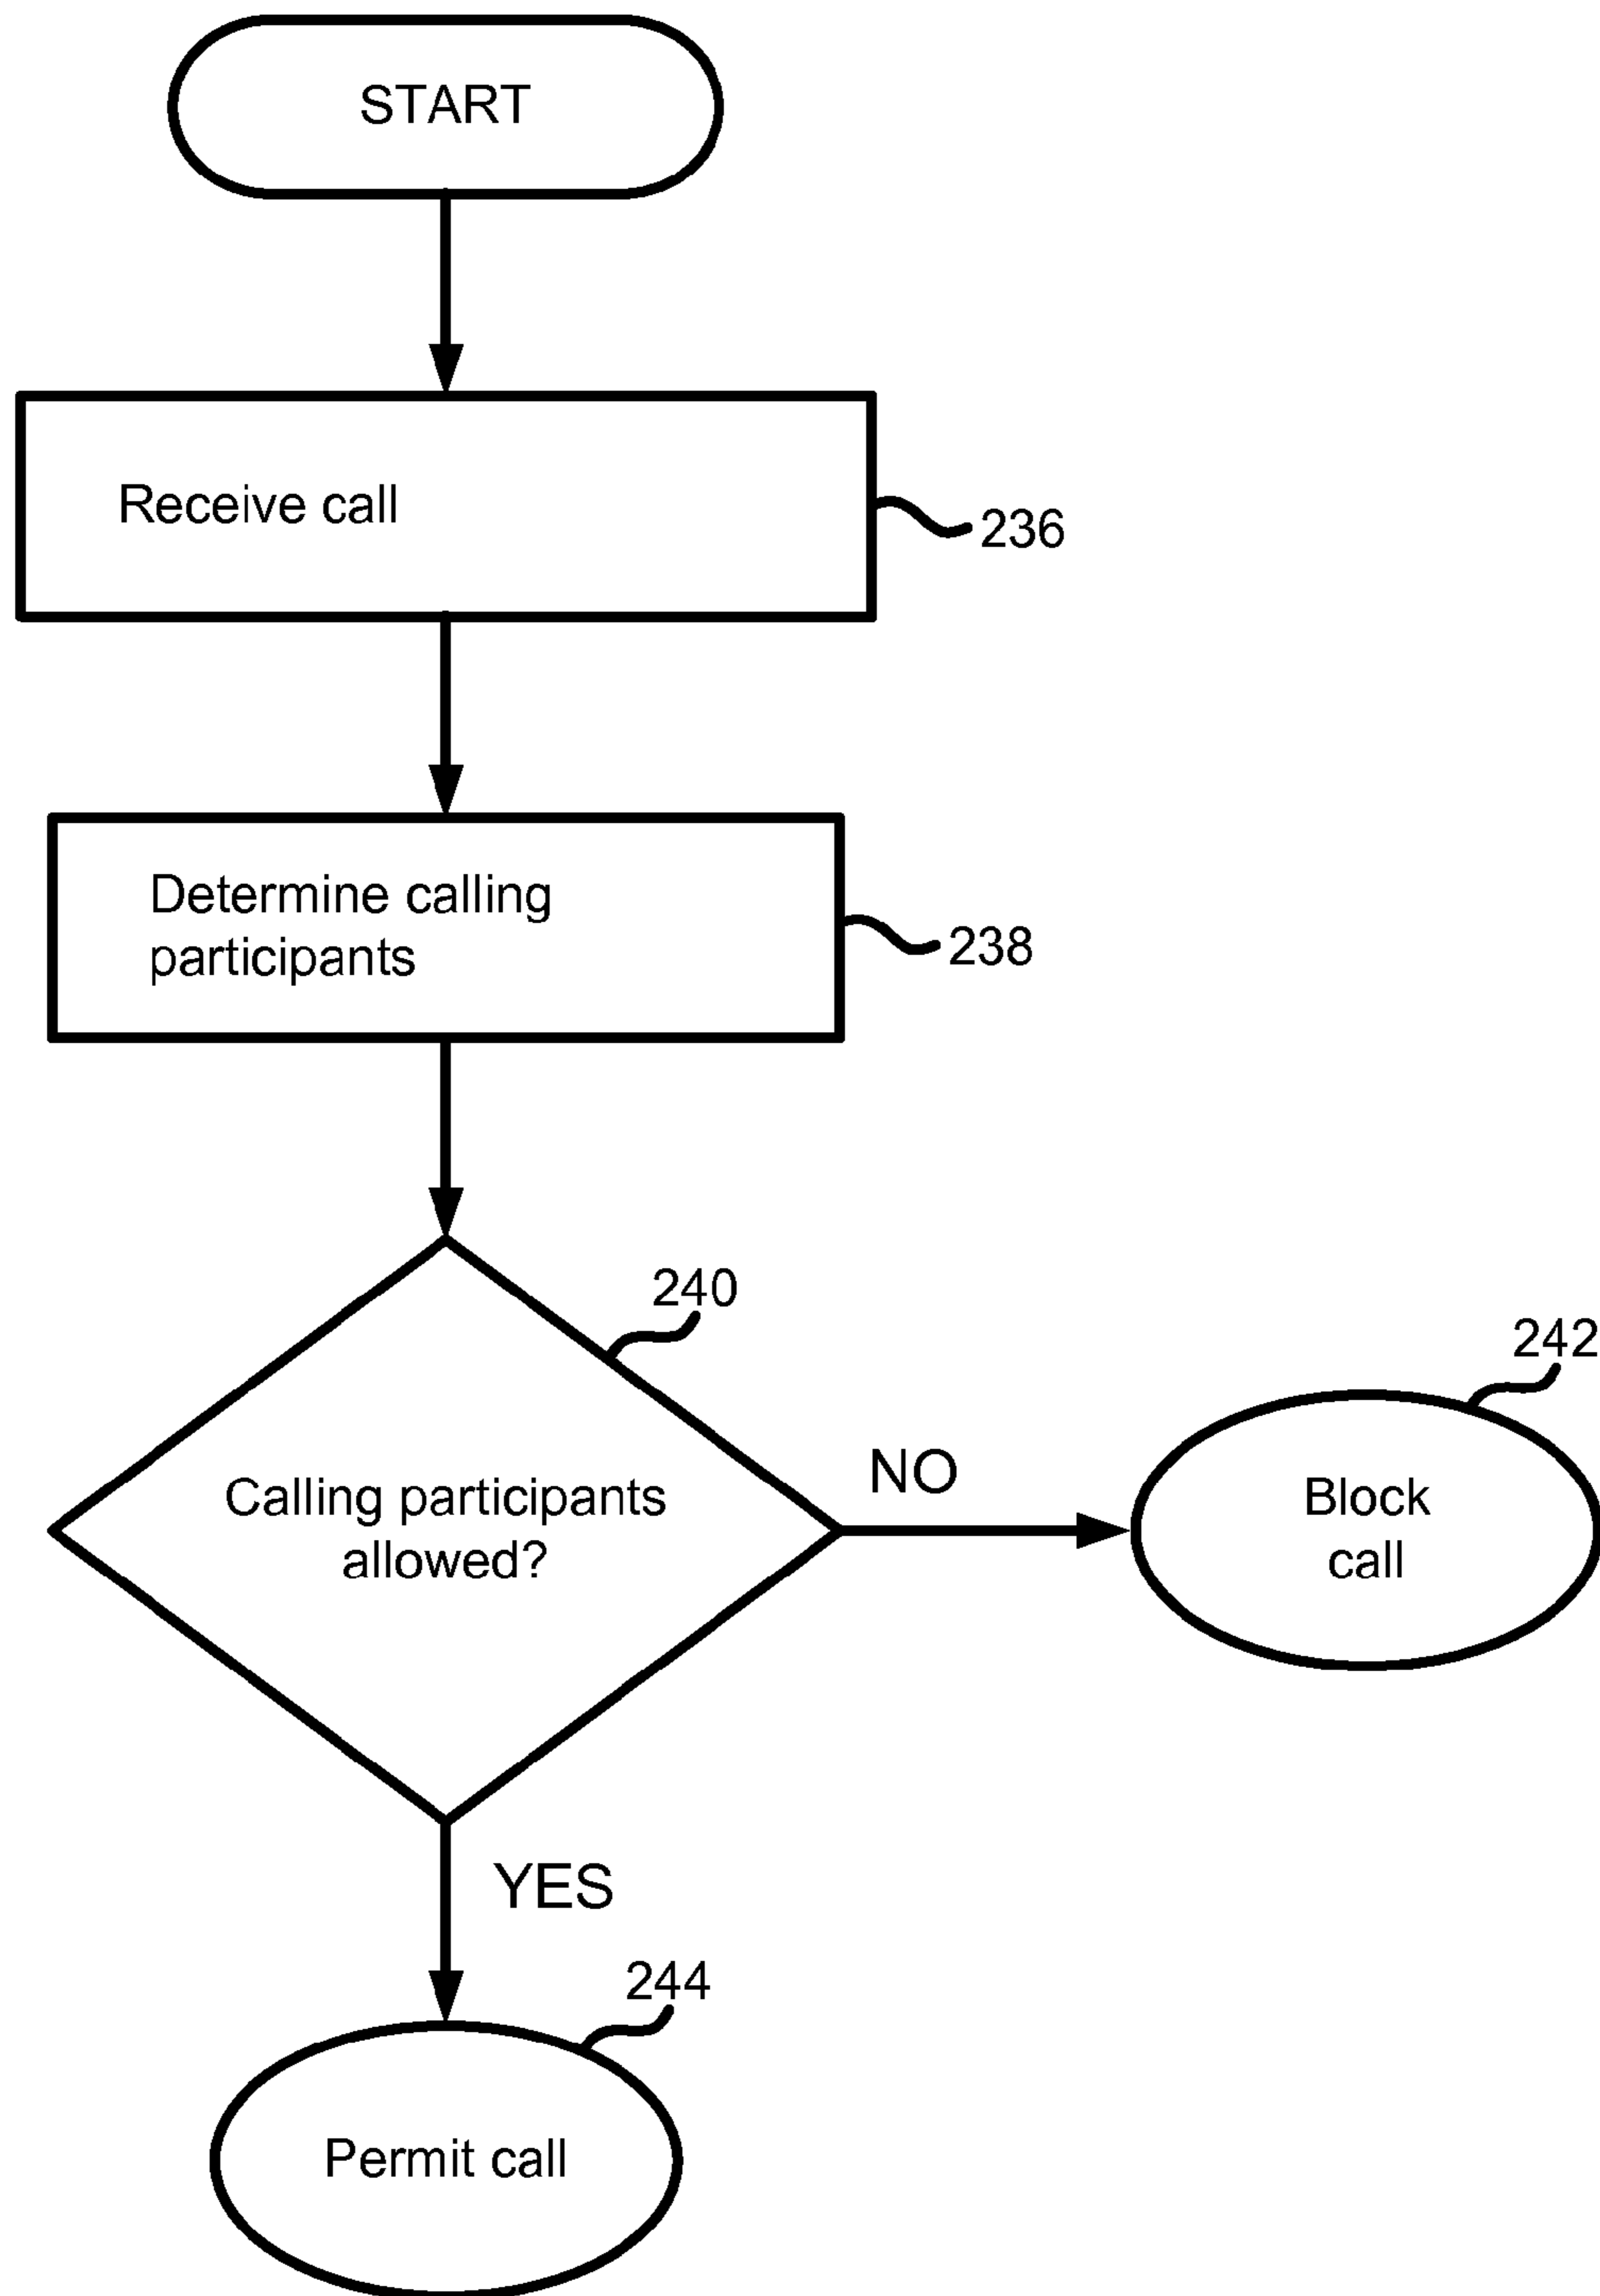 START
Receive call
236
Determine calling
participants
238
240
Calling participants
allowed?
NO
242
Block
call
YES
244
Permit call